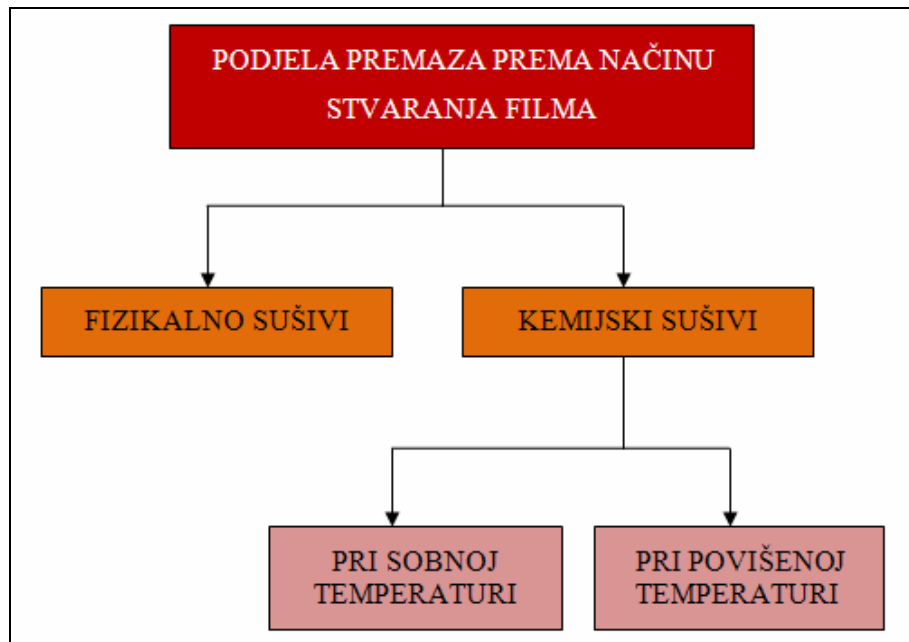 PODJELA PREMAZA PREMA NAČINU
STVARANJA FILMA
FIZIKALNO SUŠIVI
KEMIJSKI SUŠIVI
PRI SOBNOJ
TEMPERATURI
PRI POVIŠENOJ
TEMPERATURI